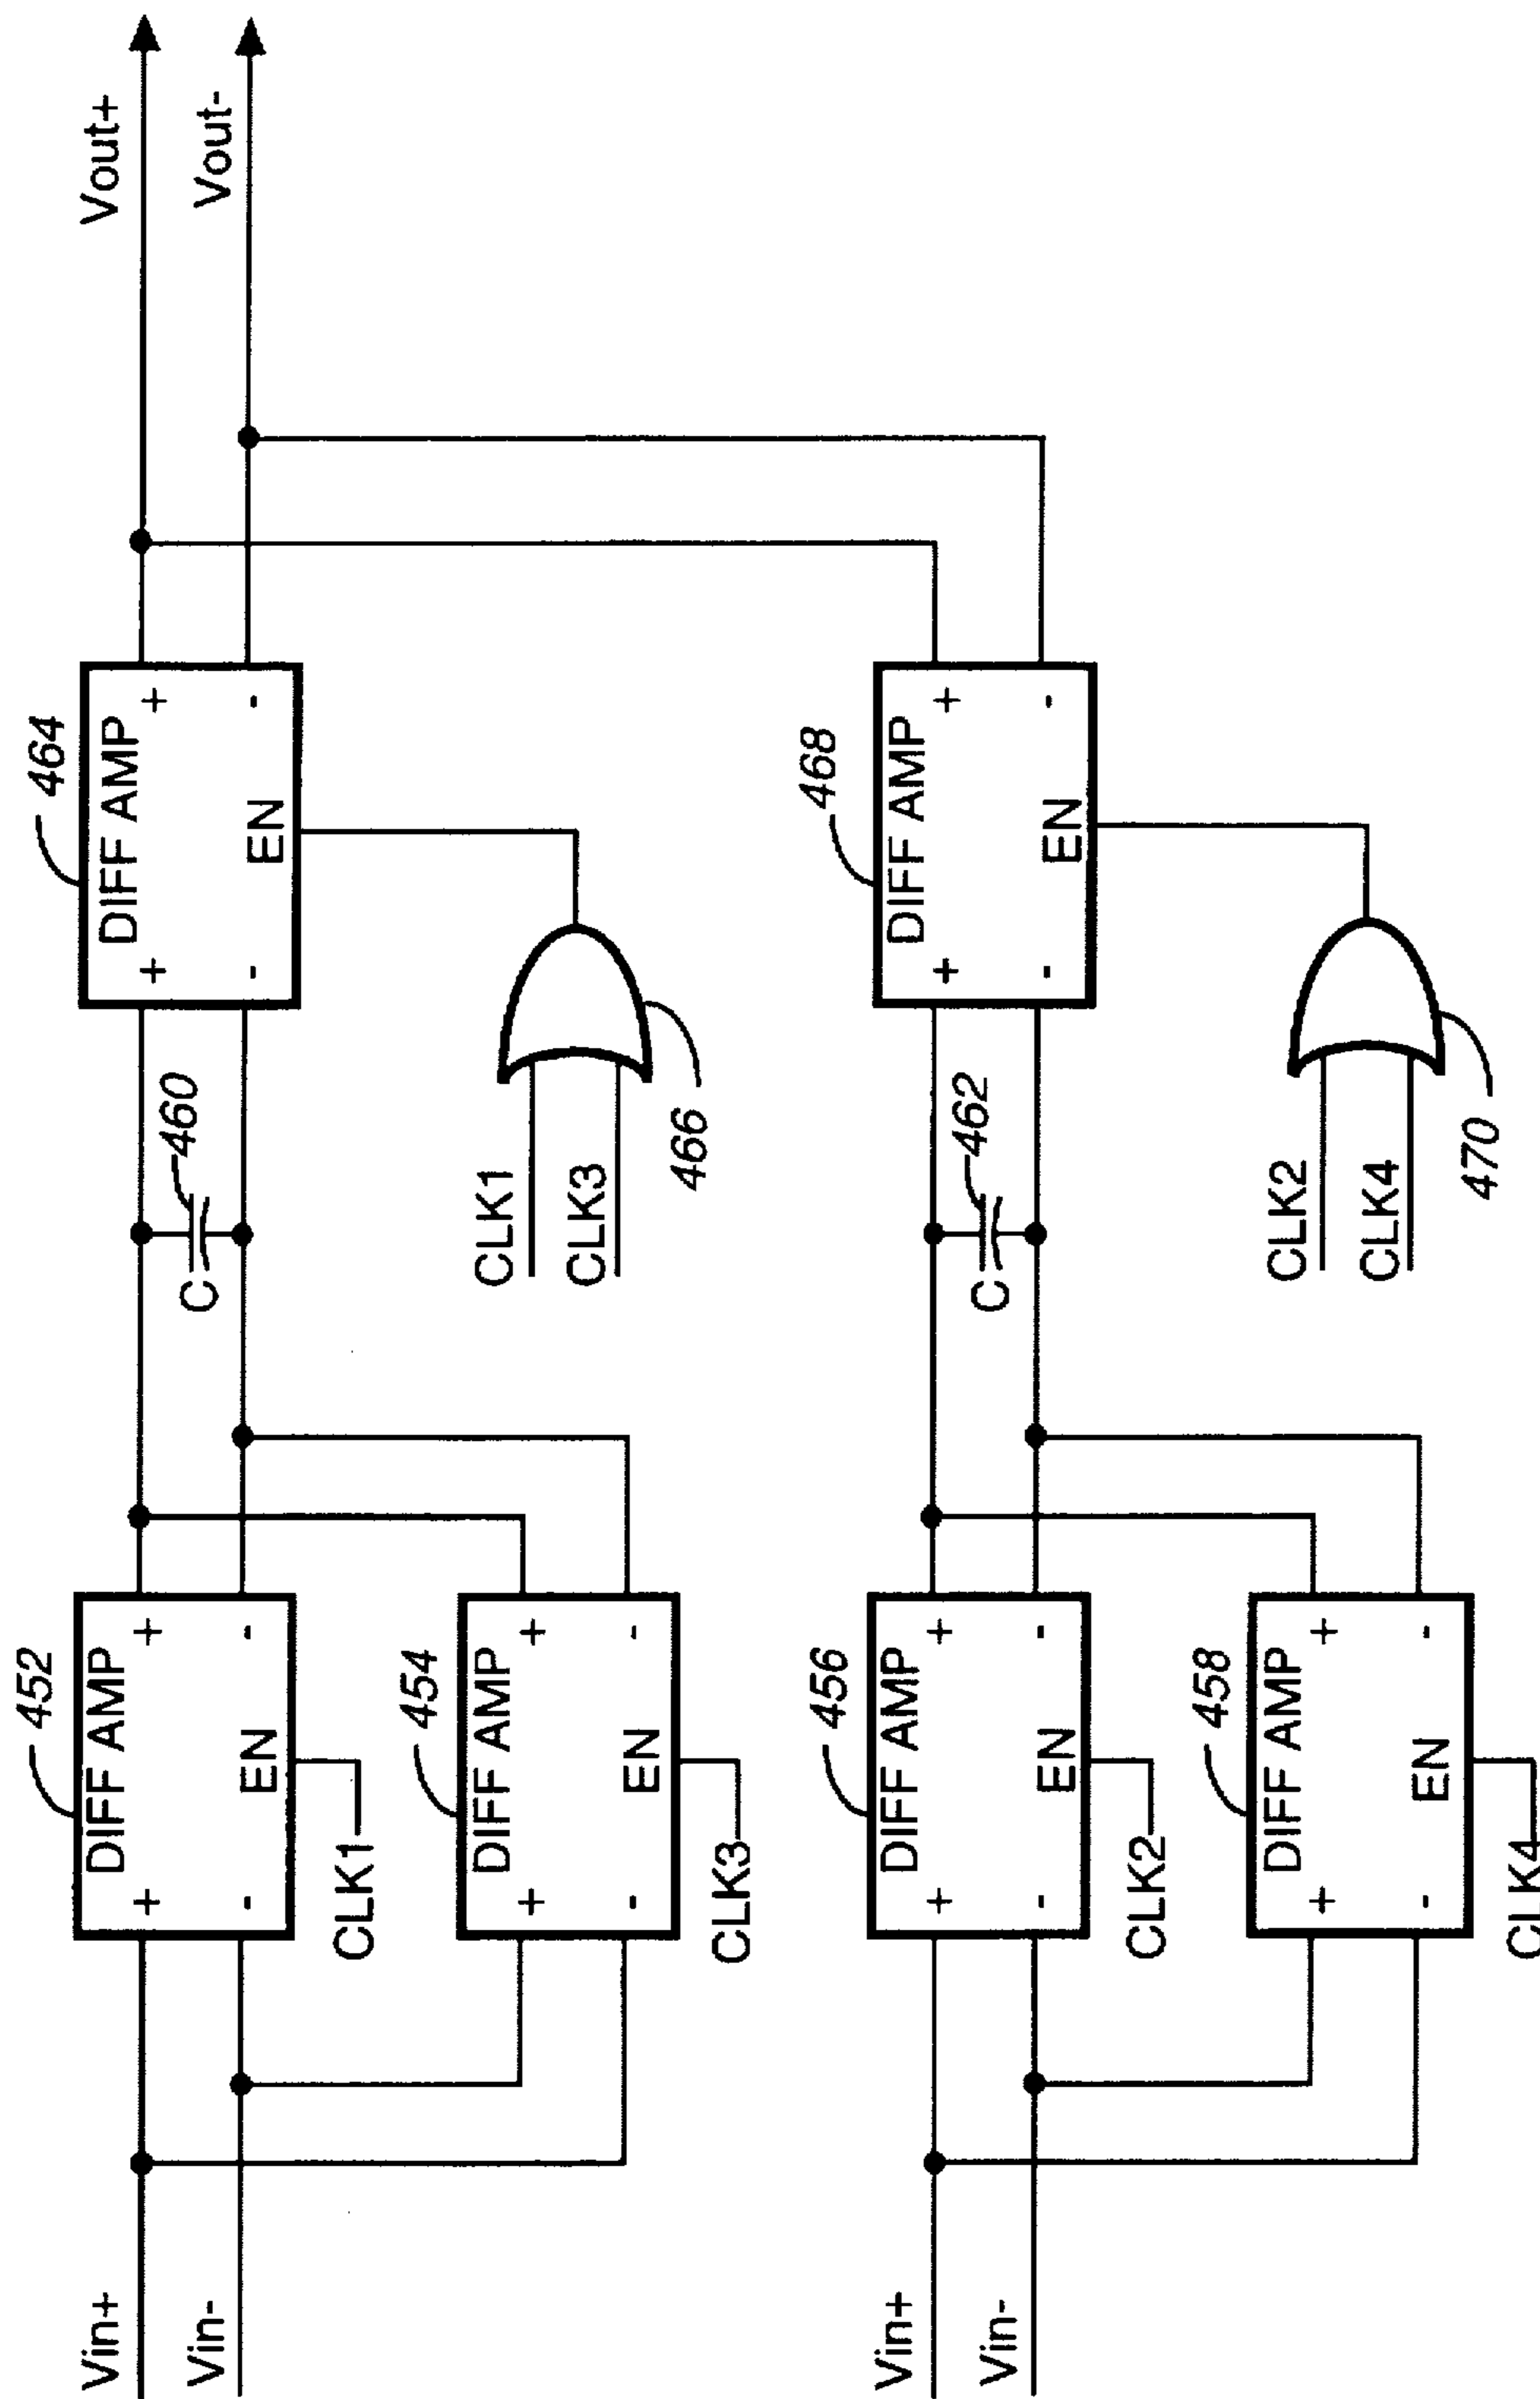 Vin+
Vin-
452
DIFF AMP
+ +
- -
EN
CLK1
454
DIFF AMP
+ +
- -
EN
CLK3
C
460
464
DIFF AMP
+ +
- -
EN
CLK1
CLK3
466
Vout+
Vout-
Vin+
Vin-
456
DIFF AMP
+ +
- -
EN
CLK2
458
DIFF AMP
+ +
- -
EN
CLK4
C
462
468
DIFF AMP
+ +
- -
EN
CLK2
CLK4
470